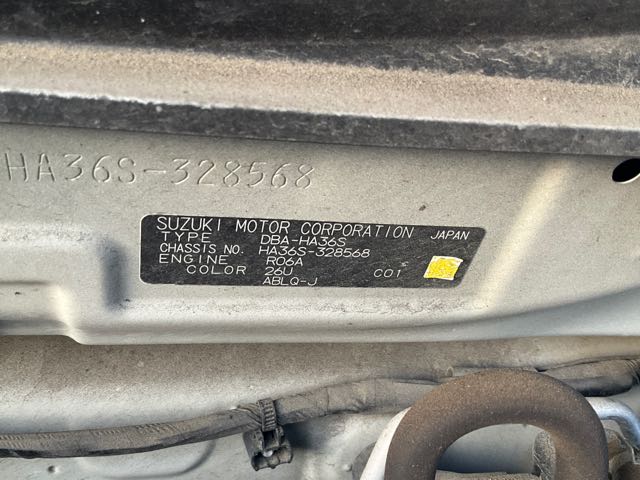 HA36S-328568
SUZUKI MOTOR CORPORATION JAPAN
TYPE DBA-HA36S
CHASSIS NO. HA36S-328568
ENGINE R06A
COLOR 26U C01
ABLQ-J